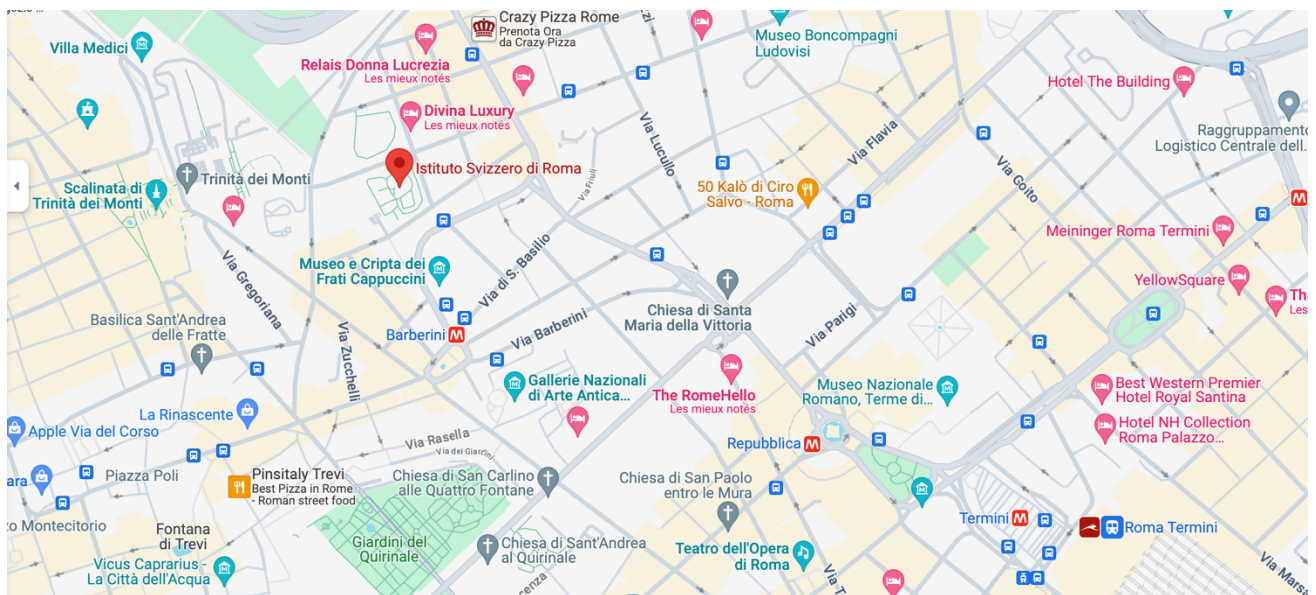 Crazy Pizza Rome
Prenota Ora
da Crazy Pizza
Museo Boncompagni
Ludovisi
Villa Medici
Relais Donna Lucrezia
Les mieux notés
Hotel The Building
Divina Luxury
Les mieux notés
Via Lucullo
Via Flavia
Raggruppamento
Logistico Centrale dell...
Via Goito
Istituto Svizzero di Roma
Trinità dei Monti
Via Friuli
50 Kalò di Ciro
Salvo - Roma
Scalinata di
Trinità dei Monti
M
Meininger Roma Termini
Via Gregoriana
Museo e Cripta dei
Frati Cappuccini
Via di S. Basilio
YellowSquare
Chiesa di Santa
Maria della Vittoria
Les
Basilica Sant'Andrea
delle Fratte
Via Zucchelli
Barberini M
Via Barberini
Via Parigi
Gallerie Nazionali
di Arte Antica...
The RomeHello
Les mieux notés
Museo Nazionale
Romano, Terme di...
Best Western Premier
Hotel Royal Santina
La Rinascente
Apple Via del Corso
Hotel NH Collection
Roma Palazzo...
Via Rasella
Via dei Giardini
Repubblica M
Piazza Poli
Pinsitaly Trevi
Best Pizza in Rome
- Roman street food
Chiesa di San Carlino
alle Quattro Fontane
Chiesa di San Paolo
entro le Mura
Montecitorio
Fontana
di Trevi
Termini M
Roma Termini
Giardini del
Quirinale
Chiesa di Sant'Andrea
al Quirinale
Teatro dell'Opera
di Roma
Vicus Caprarius -
La Città dell'Acqua